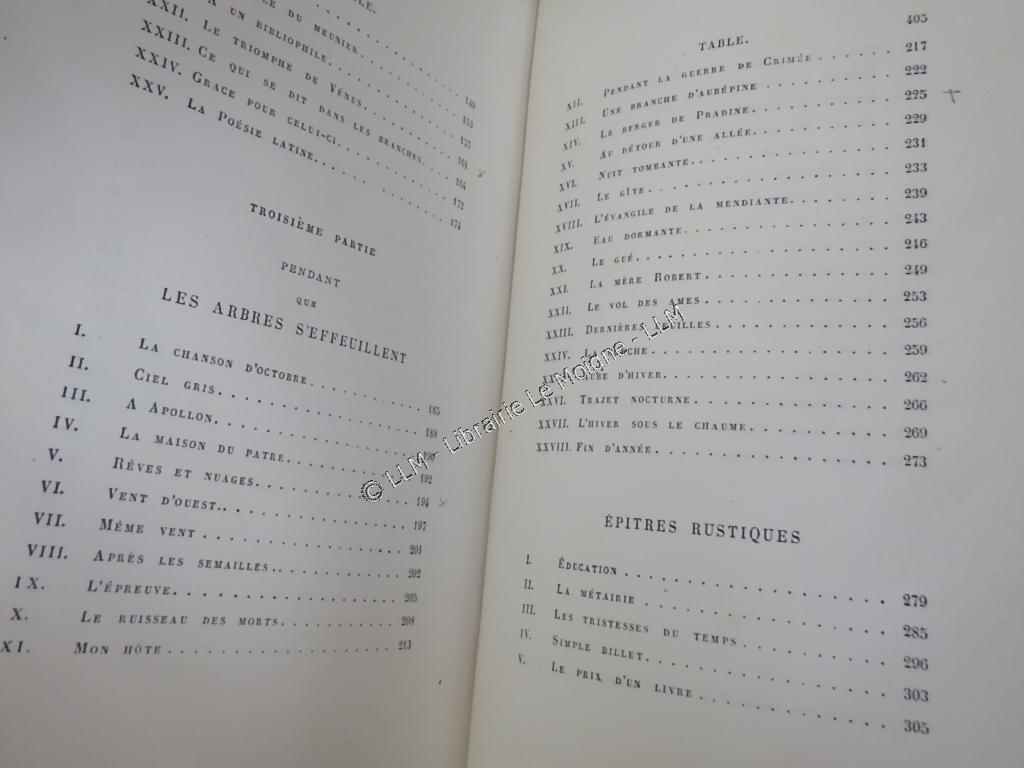 DU MEUNIER
A UN BIBLIOPHILE 157
XXII. LE TRIOMPHE DE VÉNUS 161
XXIII. CE QUI SE DIT DANS LES BRANCHES. 164
XXIV. GRACE POUR CELUI-CI 172
XXV. LA POÉSIE LATINE 174
TROISIÈME PARTIE
PENDANT
QUE
LES ARBRES S'EFFEUILLENT
I. LA CHANSON D'OCTOBRE 185
II. CIEL GRIS 188
III. A APOLLON 190
IV. LA MAISON DU PATRE 192
V. RÊVES ET NUAGES 194
VI. VENT D'OUEST 197
VII. MÊME VENT 201
VIII. APRÈS LES SEMAILLES 202
IX. L'ÉPREUVE 205
X. LE RUISSEAU DES MORTS 208
XI. MON HÔTE 213
TABLE. 405
XII. PENDANT LA GUERRE DE CRIMÉE 217
XIII. UNE BRANCHE D'AUBÉPINE 222
XIV. LE BERGER DE PRADINE 225
XV. AU DÉTOUR D'UNE ALLÉE 229
XVI. NUIT TOMBANTE 231
XVII. LE GÎTE 233
XVIII. L'ÉVANGILE DE LA MENDIANTE 239
XIX. EAU DORMANTE 243
XX. LE GUÉ 246
XXI. LA MÈRE ROBERT 249
XXII. LE VOL DES AMES 253
XXIII. DERNIÈRES FEUILLES 256
XXIV. 259
D'HIVER 262
XXVI. TRAJET NOCTURNE 266
XXVII. L'HIVER SOUS LE CHAUME 269
XXVIII. FIN D'ANNÉE 273
ÉPITRES RUSTIQUES
I. ÉDUCATION 279
II. LA MÉTAIRIE 285
III. LES TRISTESSES DU TEMPS 296
IV. SIMPLE BILLET 303
V. LE PRIX D'UN LIVRE 305
© LLM - Librairie Le Moigne - LLM